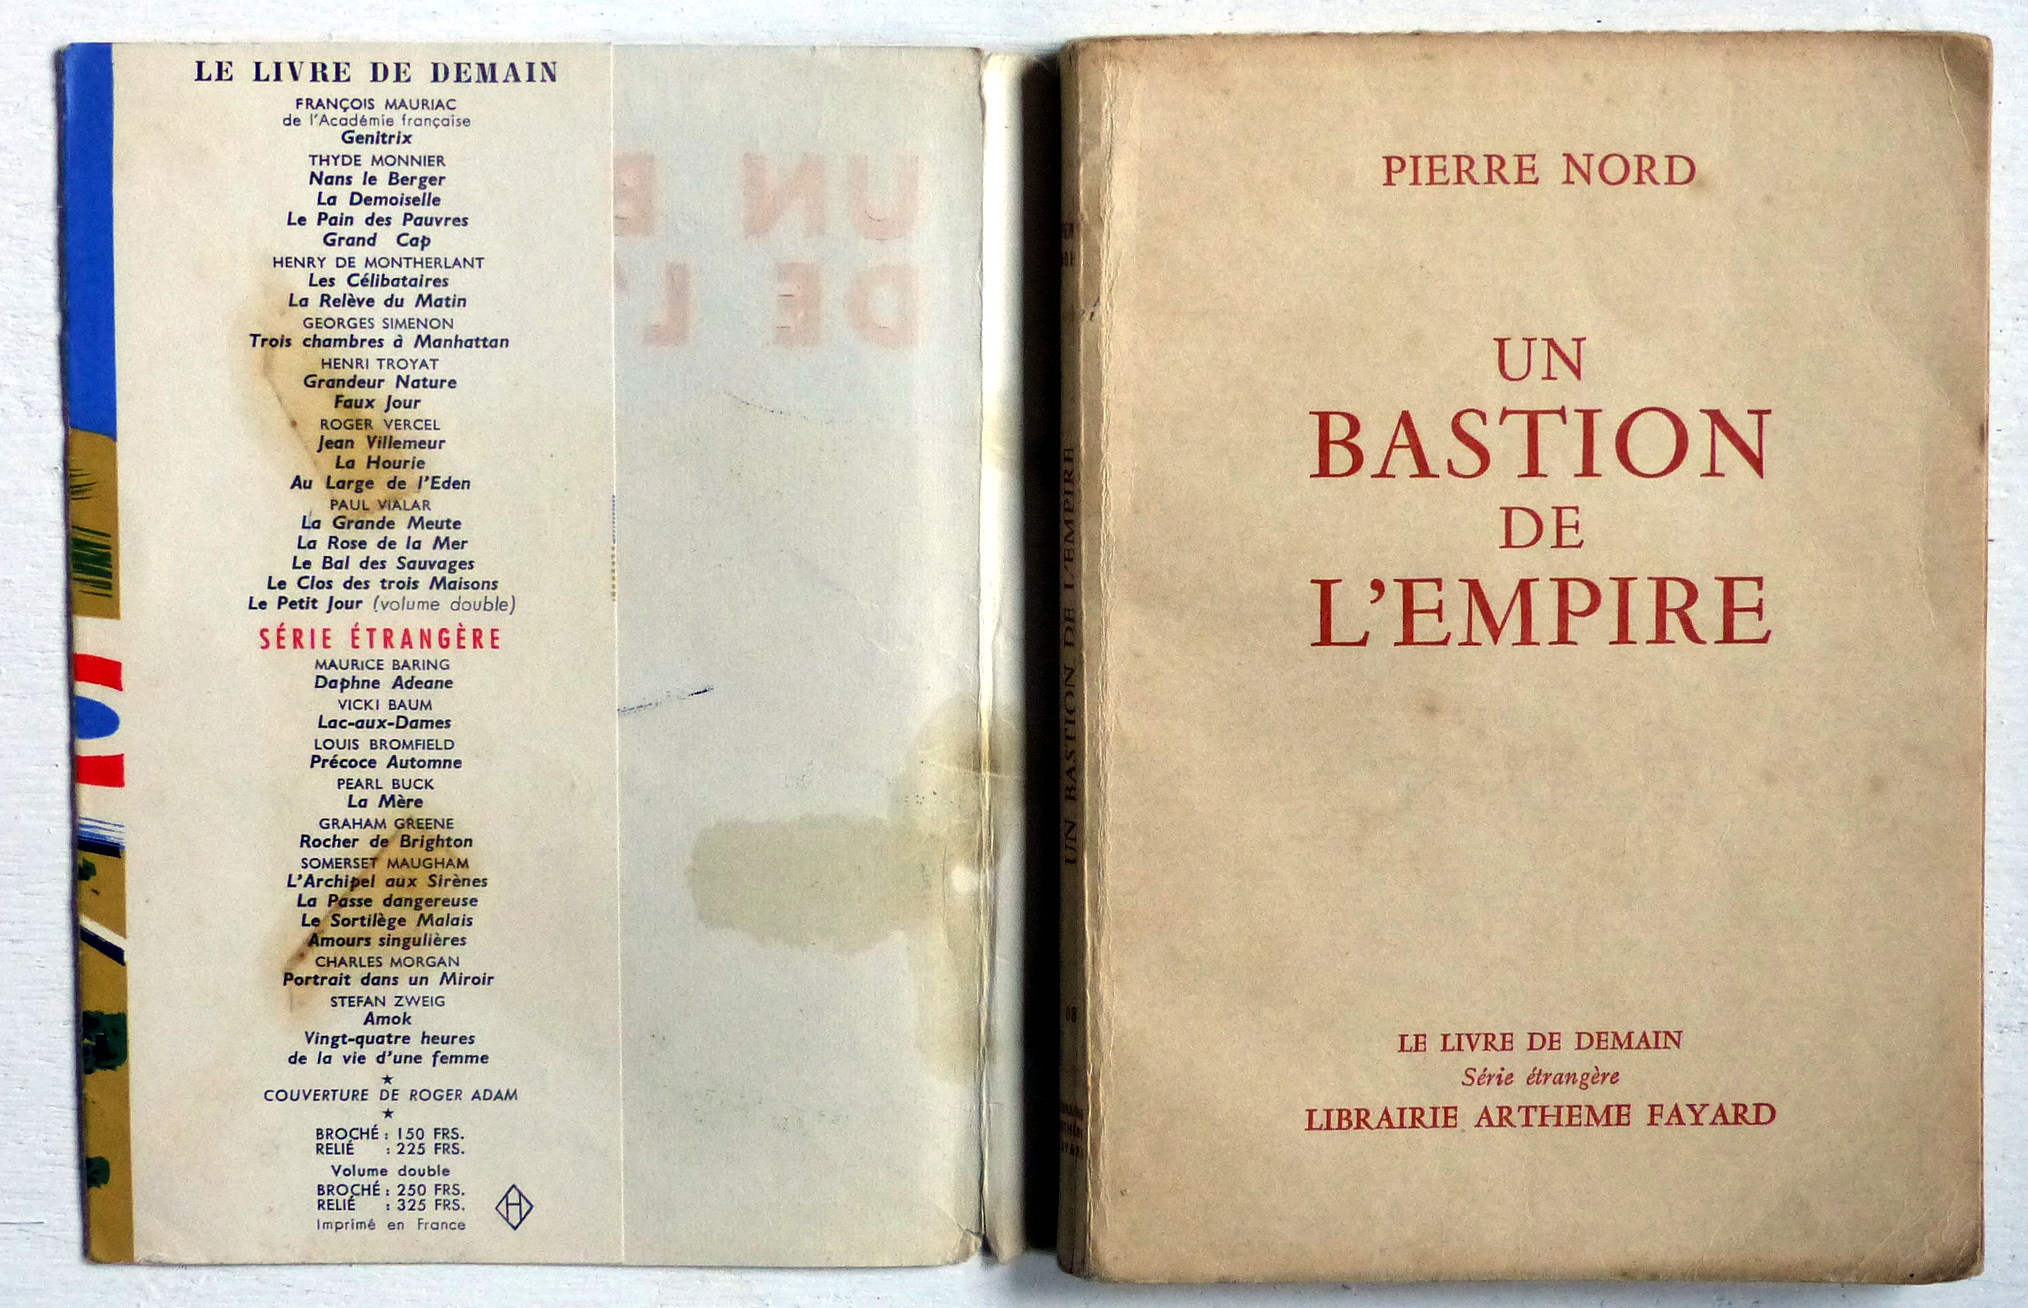 LE LIVRE DE DEMAIN
FRANÇOIS MAURIAC
de l'Académie française
Genitrix
THYDE MONNIER
Nans le Berger
La Demoiselle
Le Pain des Pauvres
Grand Cap
HENRY DE MONTHERLANT
Les Célibataires
La Relève du Matin
GEORGES SIMENON
Trois chambres à Manhattan
HENRI TROYAT
Grandeur Nature
Faux Jour
ROGER VERCEL
Jean Villemeur
La Hourie
Au Large de l'Eden
PAUL VIALAR
La Grande Meute
La Rose de la Mer
Le Bal des Sauvages
Le Clos des trois Maisons
Le Petit Jour (volume double)
SÉRIE ÉTRANGÈRE
MAURICE BARING
Daphne Adeane
VICKI BAUM
Lac-aux-Dames
LOUIS BROMFIELD
Précoce Automne
PEARL BUCK
La Mère
GRAHAM GREENE
Rocher de Brighton
SOMERSET MAUGHAM
L'Archipel aux Sirènes
La Passe dangereuse
Le Sortilège Malais
Amours singulières
CHARLES MORGAN
Portrait dans un Miroir
STEFAN ZWEIG
Amok
Vingt-quatre heures
de la vie d'une femme
★
COUVERTURE DE ROGER ADAM
★
BROCHÉ : 150 FRS.
RELIÉ : 225 FRS.
Volume double
BROCHÉ : 250 FRS.
RELIÉ : 325 FRS.
Imprimé en France
H
UN E
DE L'
UN BASTION DE L'EMPIRE
PIERRE NORD
UN
BASTION
DE
L'EMPIRE
LE LIVRE DE DEMAIN
Série étrangère
LIBRAIRIE ARTHEME FAYARD